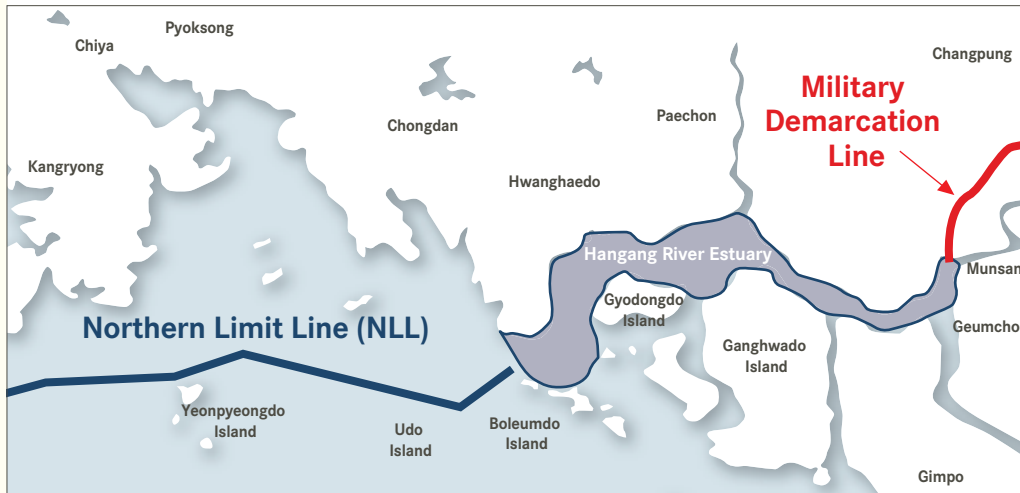 Pyoksong
Chiya
Changpung
Military
Demarcation
Line
Paechon
Chongdan
Kangryong
Hwanghaedo
Hangang River Estuary
Munsan
Gyodongdo
Island
Geumcho
Northern Limit Line (NLL)
Ganghwado
Island
Yeonpyeongdo
Island
Udo
Island
Boleumdo
Island
Gimpo